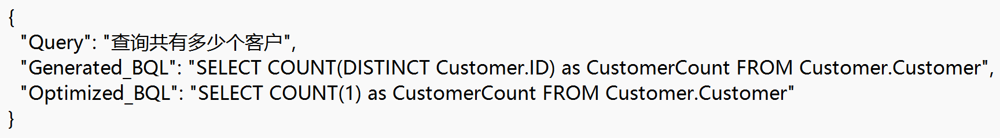 {
"Query": "查询共有多少个客户",
"Generated_BQL": "SELECT COUNT(DISTINCT Customer.ID) as CustomerCount FROM Customer.Customer",
"Optimized_BQL": "SELECT COUNT(1) as CustomerCount FROM Customer.Customer"
}